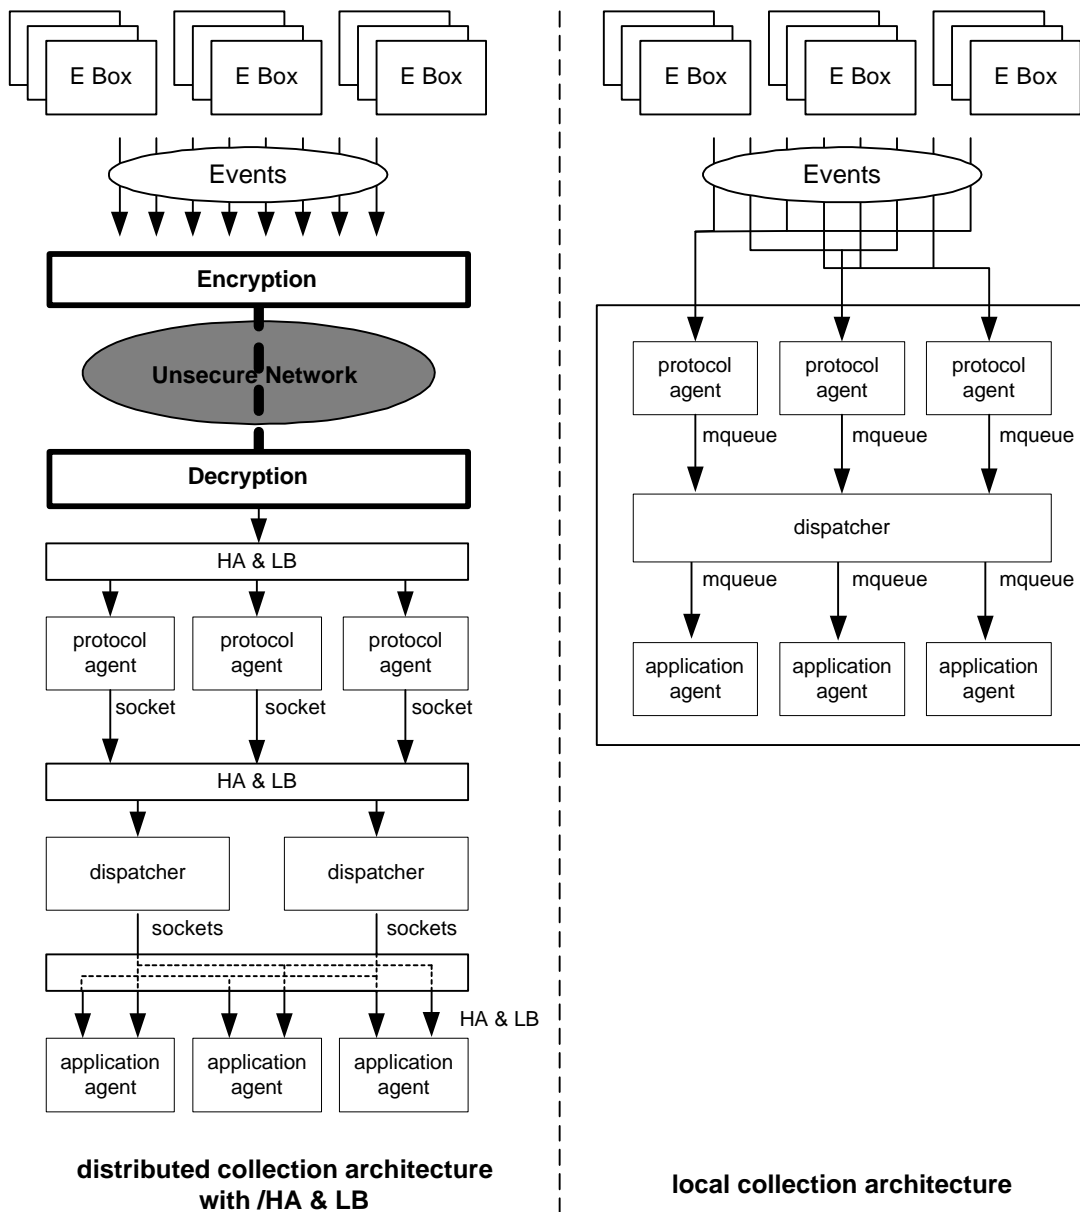 E Box
E Box
E Box
Events
Encryption
Unsecure Network
Decryption
HA & LB
protocol
agent
protocol
agent
protocol
agent
socket
socket
socket
HA & LB
dispatcher
dispatcher
sockets
sockets
HA & LB
application
agent
application
agent
application
agent
distributed collection architecture
with /HA & LB
E Box
E Box
E Box
Events
protocol
agent
protocol
agent
protocol
agent
mqueue
mqueue
mqueue
dispatcher
mqueue
mqueue
mqueue
application
agent
application
agent
application
agent
local collection architecture